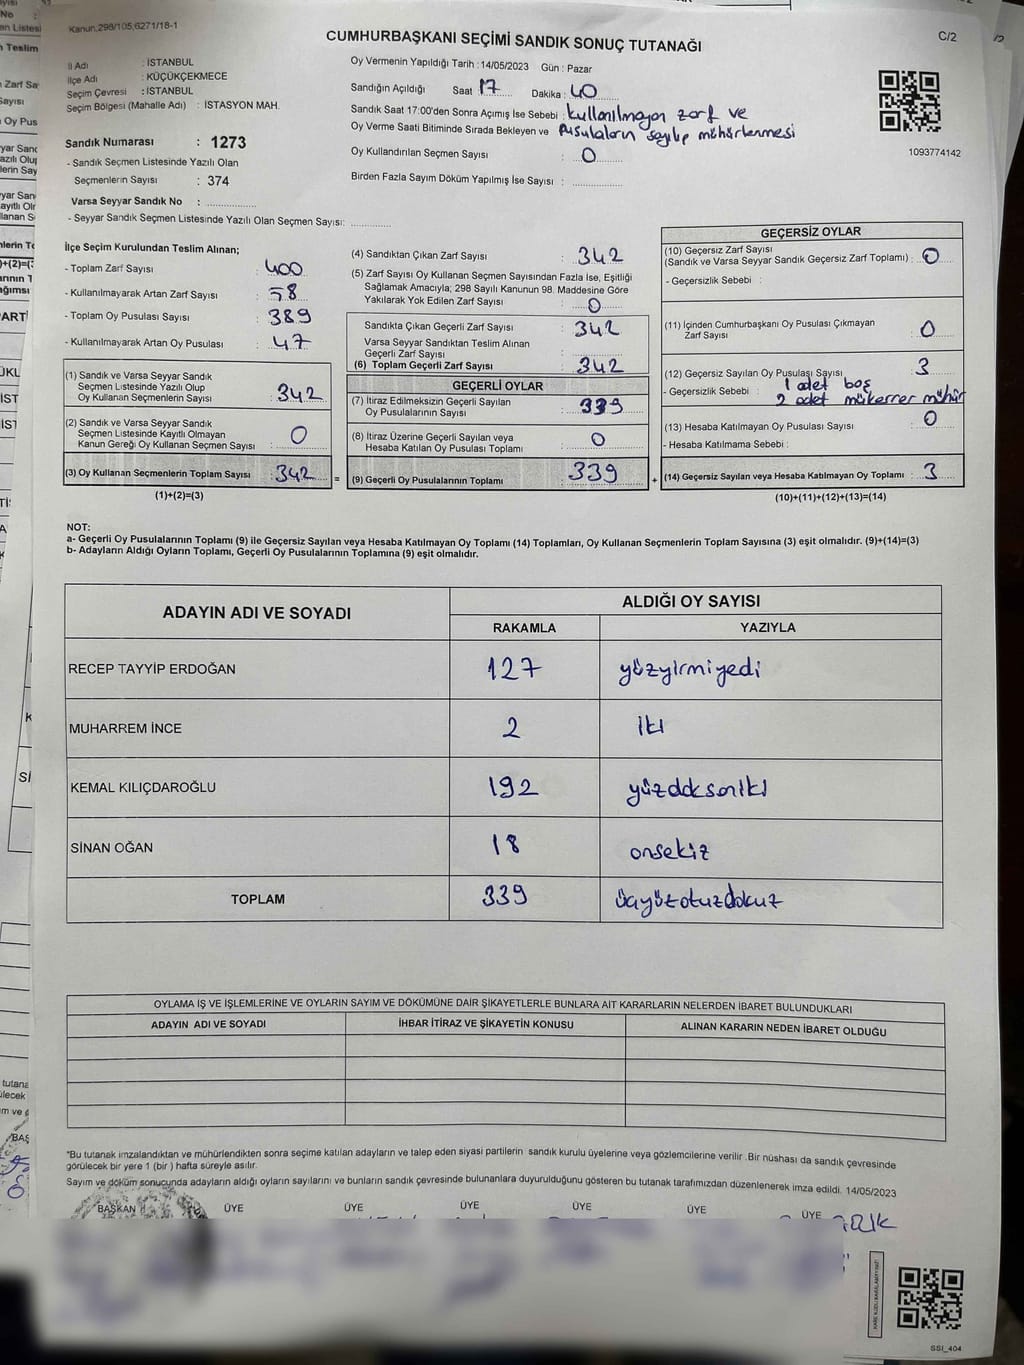 Kanun.298/105,6271/18-1
CUMHURBAŞKANI SEÇİMİ SANDIK SONUÇ TUTANAĞI
C/2
İl Adı : İSTANBUL
İlçe Adı : KÜÇÜKÇEKMECE
Seçim Çevresi : İSTANBUL
Seçim Bölgesi (Mahalle Adı) : İSTASYON MAH.
Sandık Numarası : 1273
- Sandık Seçmen Listesinde Yazılı Olan
Seçmenlerin Sayısı : 374
Varsa Seyyar Sandık No : ..............
- Seyyar Sandık Seçmen Listesinde Yazılı Olan Seçmen Sayısı: ............
Oy Vermenin Yapıldığı Tarih : 14/05/2023 Gün : Pazar
Sandığın Açıldığı Saat : 17 Dakika : 40
Sandık Saat 17:00'den Sonra Açımış İse Sebebi : kullanılmayan zarf ve
Oy Verme Saati Bitiminde Sırada Bekleyen ve pusulaların sayılıp mühürlenmesi
Oy Kullandırılan Seçmen Sayısı : 0
Birden Fazla Sayım Döküm Yapılmış İse Sayısı : ..............
1093774142
İlçe Seçim Kurulundan Teslim Alınan;
- Toplam Zarf Sayısı : 400
- Kullanılmayarak Artan Zarf Sayısı : 58
- Toplam Oy Pusulası Sayısı : 389
- Kullanılmayarak Artan Oy Pusulası : 47
(1) Sandık ve Varsa Seyyar Sandık
Seçmen Listesinde Yazılı Olup
Oy Kullanan Seçmenlerin Sayısı : 342
(2) Sandık ve Varsa Seyyar Sandık
Seçmen Listesinde Kayıtlı Olmayan
Kanun Gereği Oy Kullanan Seçmen Sayısı : 0
(3) Oy Kullanan Seçmenlerin Toplam Sayısı : 342
(1)+(2)=(3)
(4) Sandıktan Çıkan Zarf Sayısı : 342
(5) Zarf Sayısı Oy Kullanan Seçmen Sayısından Fazla İse, Eşitliği
Sağlamak Amacıyla; 298 Sayılı Kanunun 98. Maddesine Göre
Yakılarak Yok Edilen Zarf Sayısı : 0
Sandıkta Çıkan Geçerli Zarf Sayısı : 342
Varsa Seyyar Sandıktan Teslim Alınan
Geçerli Zarf Sayısı : ..............
(6) Toplam Geçerli Zarf Sayısı : 342
GEÇERLİ OYLAR
(7) İtiraz Edilmeksizin Geçerli Sayılan
Oy Pusulalarının Sayısı : 339
(8) İtiraz Üzerine Geçerli Sayılan veya
Hesaba Katılan Oy Pusulası Toplamı : 0
(9) Geçerli Oy Pusulalarının Toplamı : 339
GEÇERSİZ OYLAR
(10) Geçersiz Zarf Sayısı
(Sandık ve Varsa Seyyar Sandık Geçersiz Zarf Toplamı) : 0
- Geçersizlik Sebebi :
(11) İçinden Cumhurbaşkanı Oy Pusulası Çıkmayan
Zarf Sayısı : 0
(12) Geçersiz Sayılan Oy Pusulası Sayısı : 3
- Geçersizlik Sebebi : 1 adet boş
2 adet mükerrer mühür
(13) Hesaba Katılmayan Oy Pusulası Sayısı : 0
- Hesaba Katılmama Sebebi :
(14) Geçersiz Sayılan veya Hesaba Katılmayan Oy Toplamı : 3
(10)+(11)+(12)+(13)=(14)
NOT:
a- Geçerli Oy Pusulalarının Toplamı (9) ile Geçersiz Sayılan veya Hesaba Katılmayan Oy Toplamı (14) Toplamları, Oy Kullanan Seçmenlerin Toplam Sayısına (3) eşit olmalıdır. (9)+(14)=(3)
b- Adayların Aldığı Oyların Toplamı, Geçerli Oy Pusulalarının Toplamına (9) eşit olmalıdır.
ADAYIN ADI VE SOYADI
ALDIĞI OY SAYISI
RAKAMLA YAZIYLA
RECEP TAYYİP ERDOĞAN 127 yüzyirmiyedi
MUHARREM İNCE 2 iki
KEMAL KILIÇDAROĞLU 192 yüzdoksaniki
SİNAN OĞAN 18 onsekiz
TOPLAM 339 üçyüzotuzdokuz
OYLAMA İŞ VE İŞLEMLERİNE VE OYLARIN SAYIM VE DÖKÜMÜNE DAİR ŞİKAYETLERLE BUNLARA AİT KARARLARIN NELERDEN İBARET BULUNDUKLARI
ADAYIN ADI VE SOYADI İHBAR İTİRAZ VE ŞİKAYETİN KONUSU ALINAN KARARIN NEDEN İBARET OLDUĞU
*Bu tutanak imzalandıktan ve mühürlendikten sonra seçime katılan adayların ve talep eden siyasi partilerin sandık kurulu üyelerine veya gözlemcilerine verilir .Bir nüshası da sandık çevresinde
görülecek bir yere 1 (bir ) hafta süreyle asılır.
Sayım ve döküm sonucunda adayların aldığı oyların sayılarını ve bunların sandık çevresinde bulunanlara duyurulduğunu gösteren bu tutanak tarafımızdan düzenlenerek imza edildi. 14/05/2023
BAŞKAN ÜYE ÜYE ÜYE ÜYE ÜYE ÜYE
SSI_404